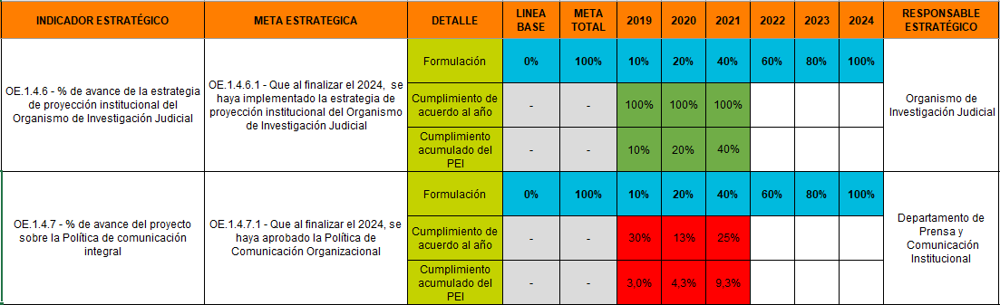 INDICADOR ESTRATÉGICO META ESTRATEGICA DETALLE LINEA BASE META TOTAL 2019 2020 2021 2022 2023 2024 RESPONSABLE ESTRATÉGICO
OE.1.4.6 - % de avance de la estrategia
de proyección institucional del
Organismo de Investigación Judicial
OE.1.4.6.1 - Que al finalizar el 2024, se
haya implementado la estrategia de
proyección institucional del Organismo
de Investigación Judicial
Formulación 0% 100% 10% 20% 40% 60% 80% 100%
Cumplimiento de
acuerdo al año - - 100% 100% 100%
Cumplimiento
acumulado del
PEI - - 10% 20% 40%
Organismo de
Investigación Judicial
OE.1.4.7 - % de avance del proyecto
sobre la Política de comunicación
integral
OE.1.4.7.1 - Que al finalizar el 2024, se
haya aprobado la Política de
Comunicación Organizacional
Formulación 0% 100% 10% 20% 40% 60% 80% 100%
Cumplimiento de
acuerdo al año - - 30% 13% 25%
Cumplimiento
acumulado del
PEI - - 3,0% 4,3% 9,3%
Departamento de
Prensa y
Comunicación
Institucional